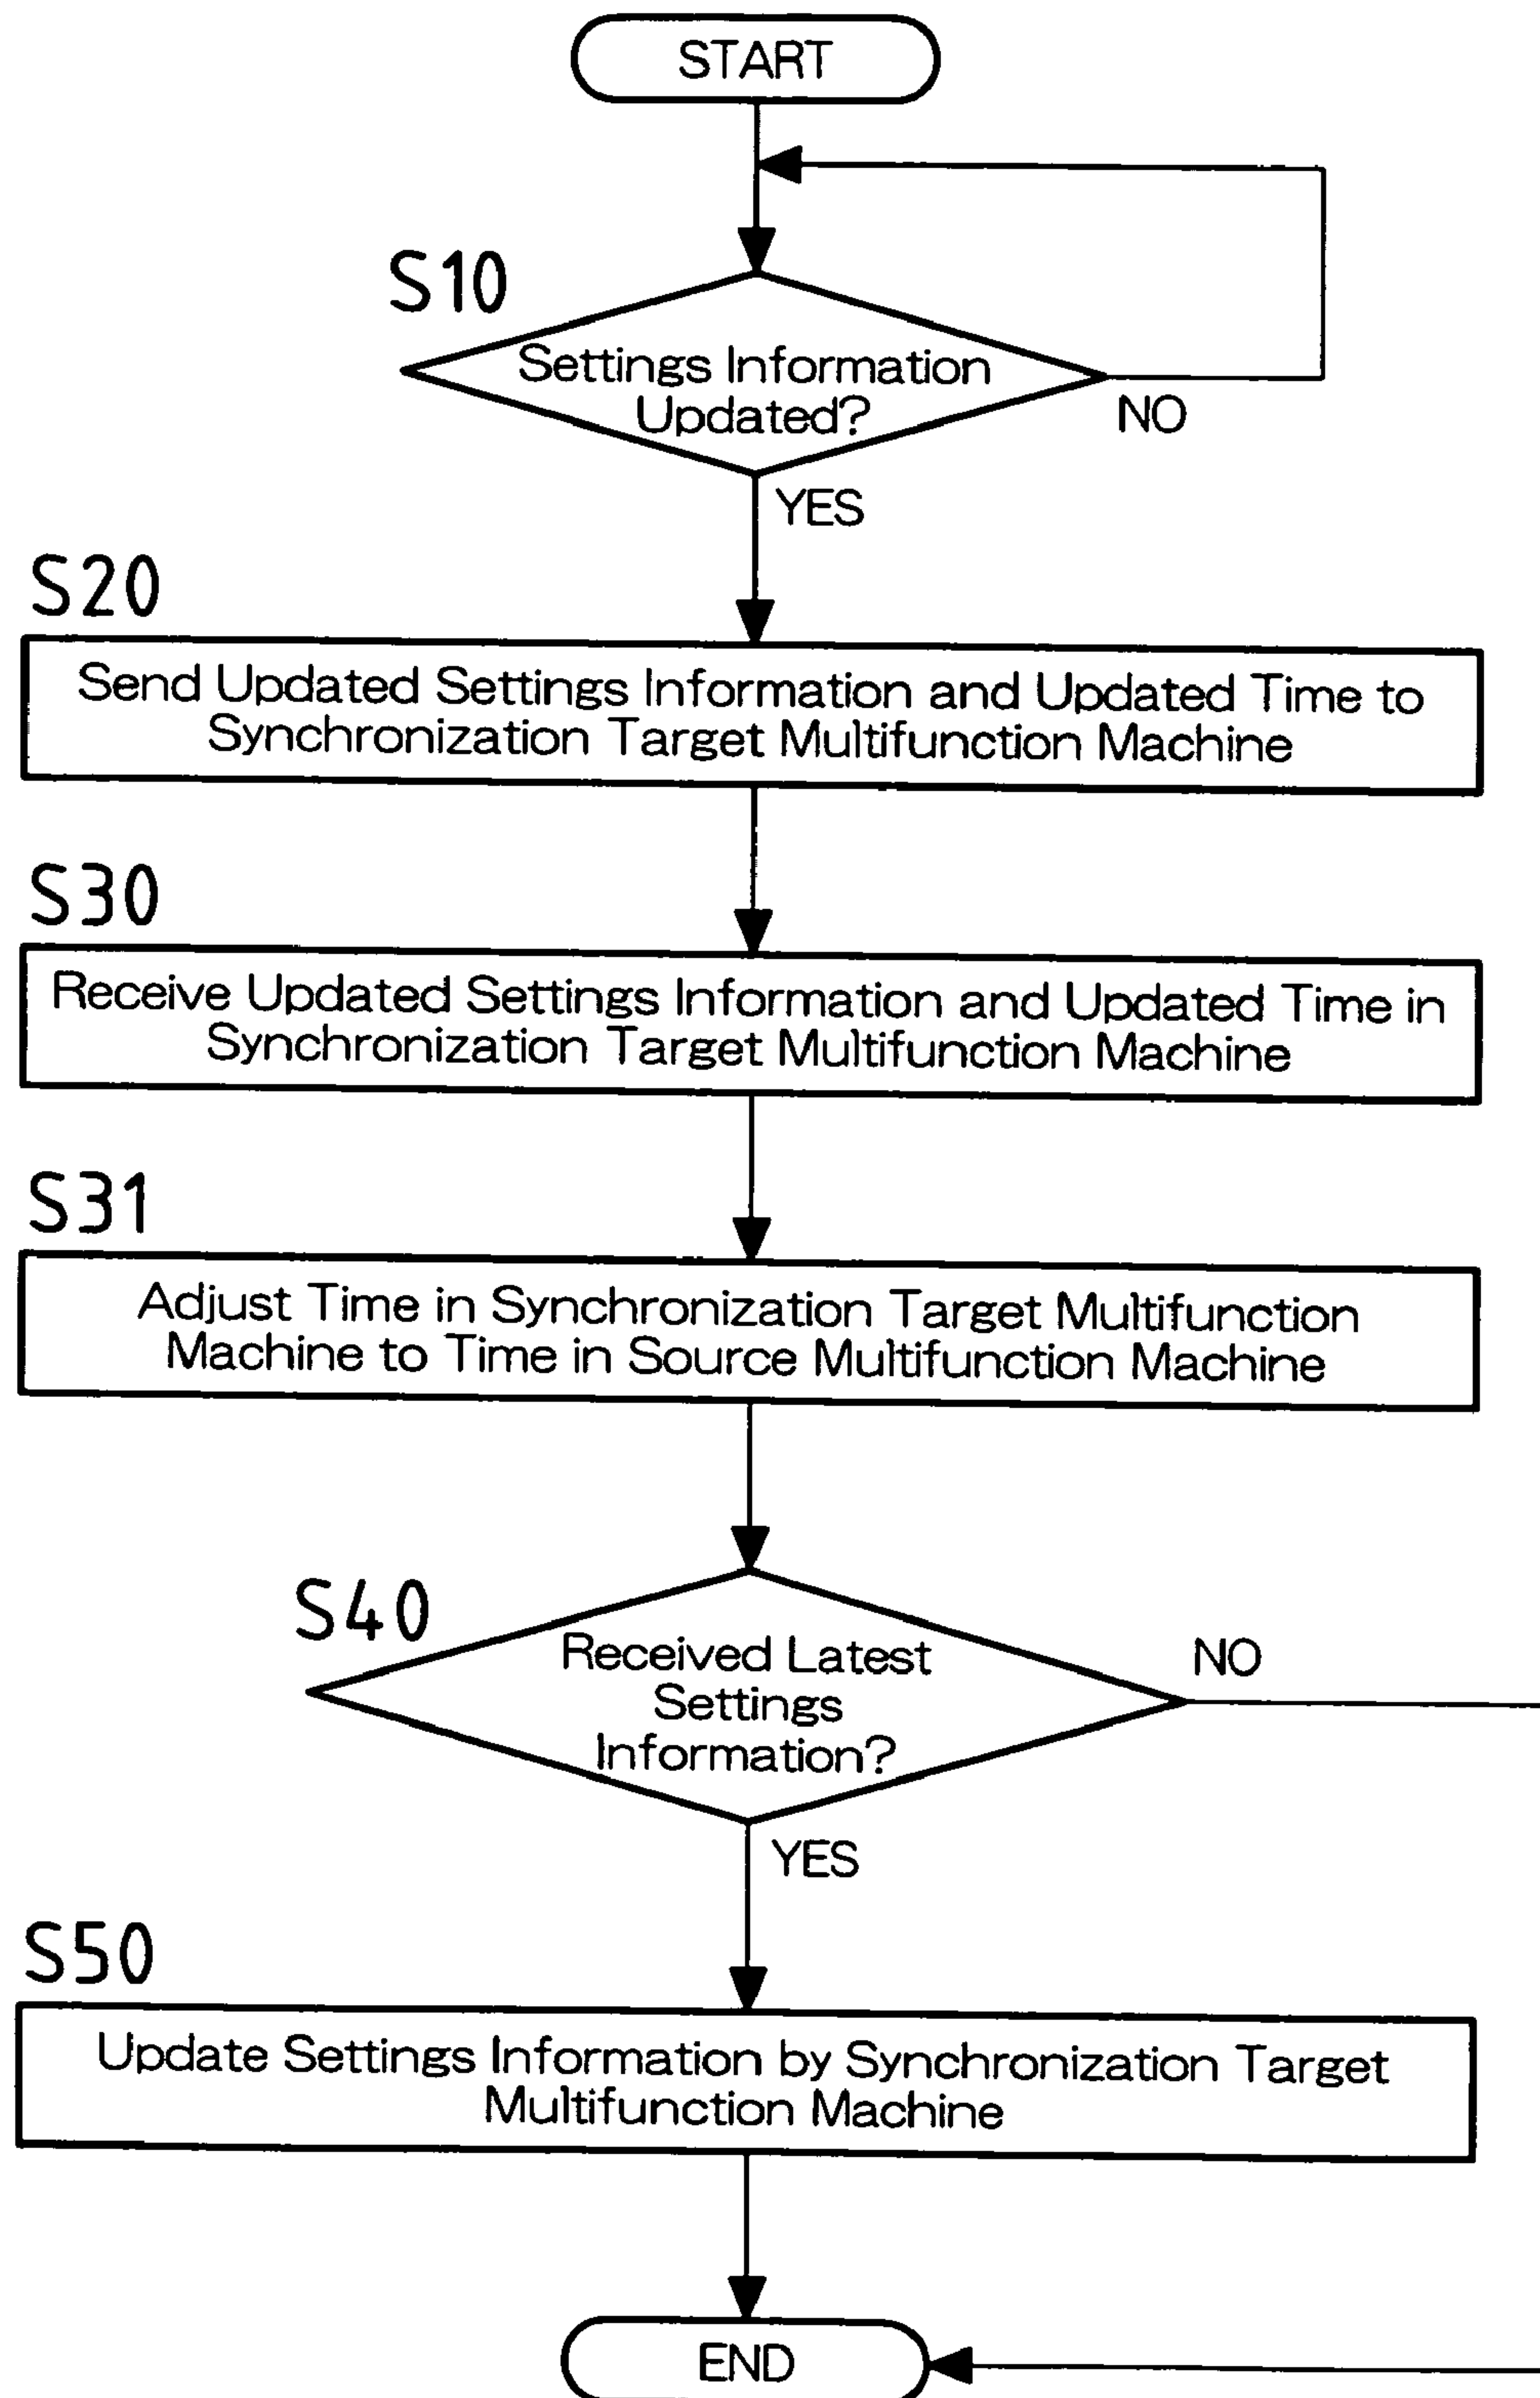 START
S10
Settings Information
Updated?
NO
YES
S20
Send Updated Settings Information and Updated Time to
Synchronization Target Multifunction Machine
S30
Receive Updated Settings Information and Updated Time in
Synchronization Target Multifunction Machine
S31
Adjust Time in Synchronization Target Multifunction
Machine to Time in Source Multifunction Machine
S40
Received Latest
Settings
Information?
NO
YES
S50
Update Settings Information by Synchronization Target
Multifunction Machine
END